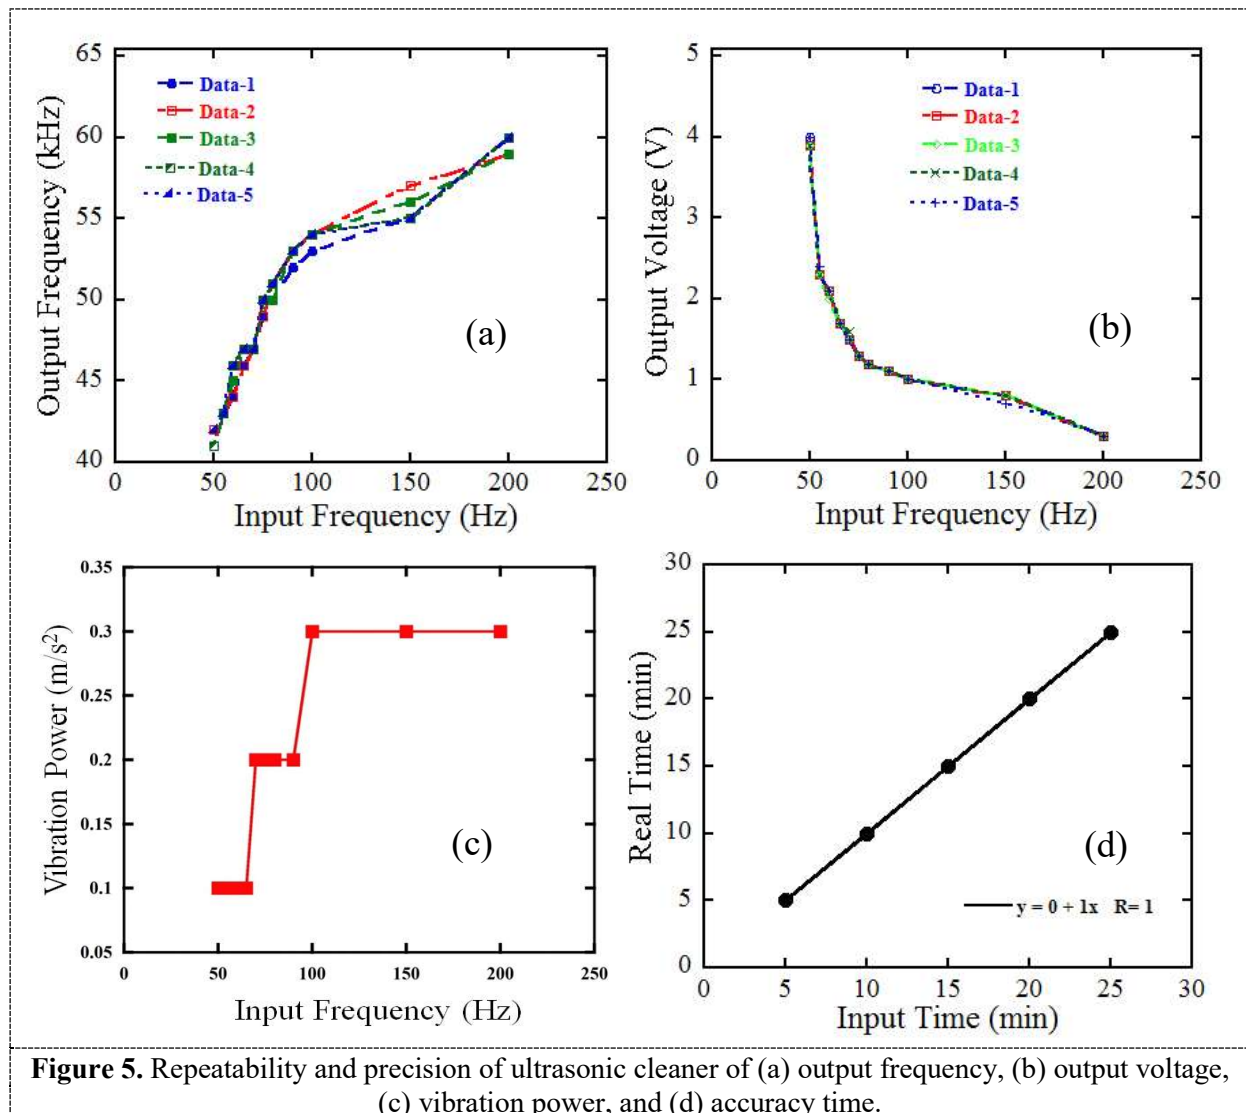 65
60
55
50
45
40
Output Frequency (kHz)
Data-1
Data-2
Data-3
Data-4
Data-5
(a)
0 50 100 150 200 250
Input Frequency (Hz)
5
4
3
2
1
0
Output Voltage (V)
Data-1
Data-2
Data-3
Data-4
Data-5
(b)
0 50 100 150 200 250
Input Frequency (Hz)
0.35
0.3
0.25
0.2
0.15
0.1
0.05
Vibration Power (m/s²)
(c)
0 50 100 150 200 250
Input Frequency (Hz)
30
25
20
15
10
5
0
Real Time (min)
(d)
y = 0 + 1x R= 1
0 5 10 15 20 25 30
Input Time (min)
Figure 5. Repeatability and precision of ultrasonic cleaner of (a) output frequency, (b) output voltage,
(c) vibration power, and (d) accuracy time.